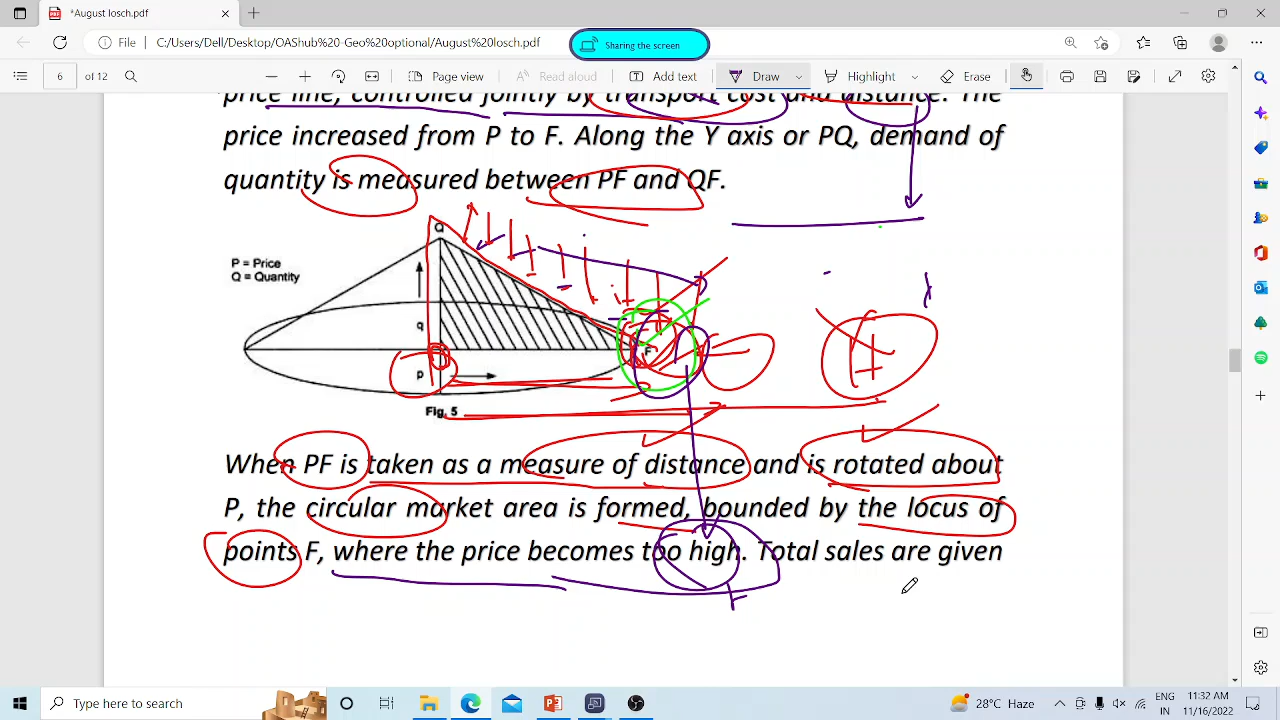 *August losch.pdf
File
C:/Users/Dell/Desktop/OAShub%20-%20Geo%20optional/August%20losch.pdf
Sharing the screen
6 of 12
Page view
Read aloud
Add text
Draw
Highlight
Erase
price line, controlled jointly by transport cost and distance. The
price increased from P to F. Along the Y axis or PQ, demand of
quantity is measured between PF and QF.
P = Price
Q = Quantity
Q
q
F
p
Fig. 5
When PF is taken as a measure of distance and is rotated about
P, the circular market area is formed, bounded by the locus of
points F, where the price becomes too high. Total sales are given
Type here to search
28°C Haze
ENG
IN
11:32 AM
11/16/2022